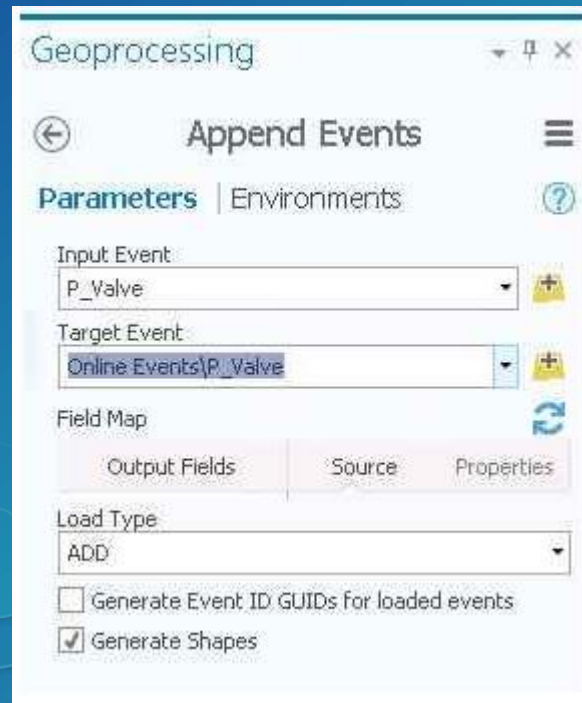 Geoprocessing
Append Events
Parameters | Environments
Input Event
P_Valve
Target Event
Online Events\P_Valve
Field Map
Output Fields Source Properties
Load Type
ADD
Generate Event ID GUIDs for loaded events
Generate Shapes